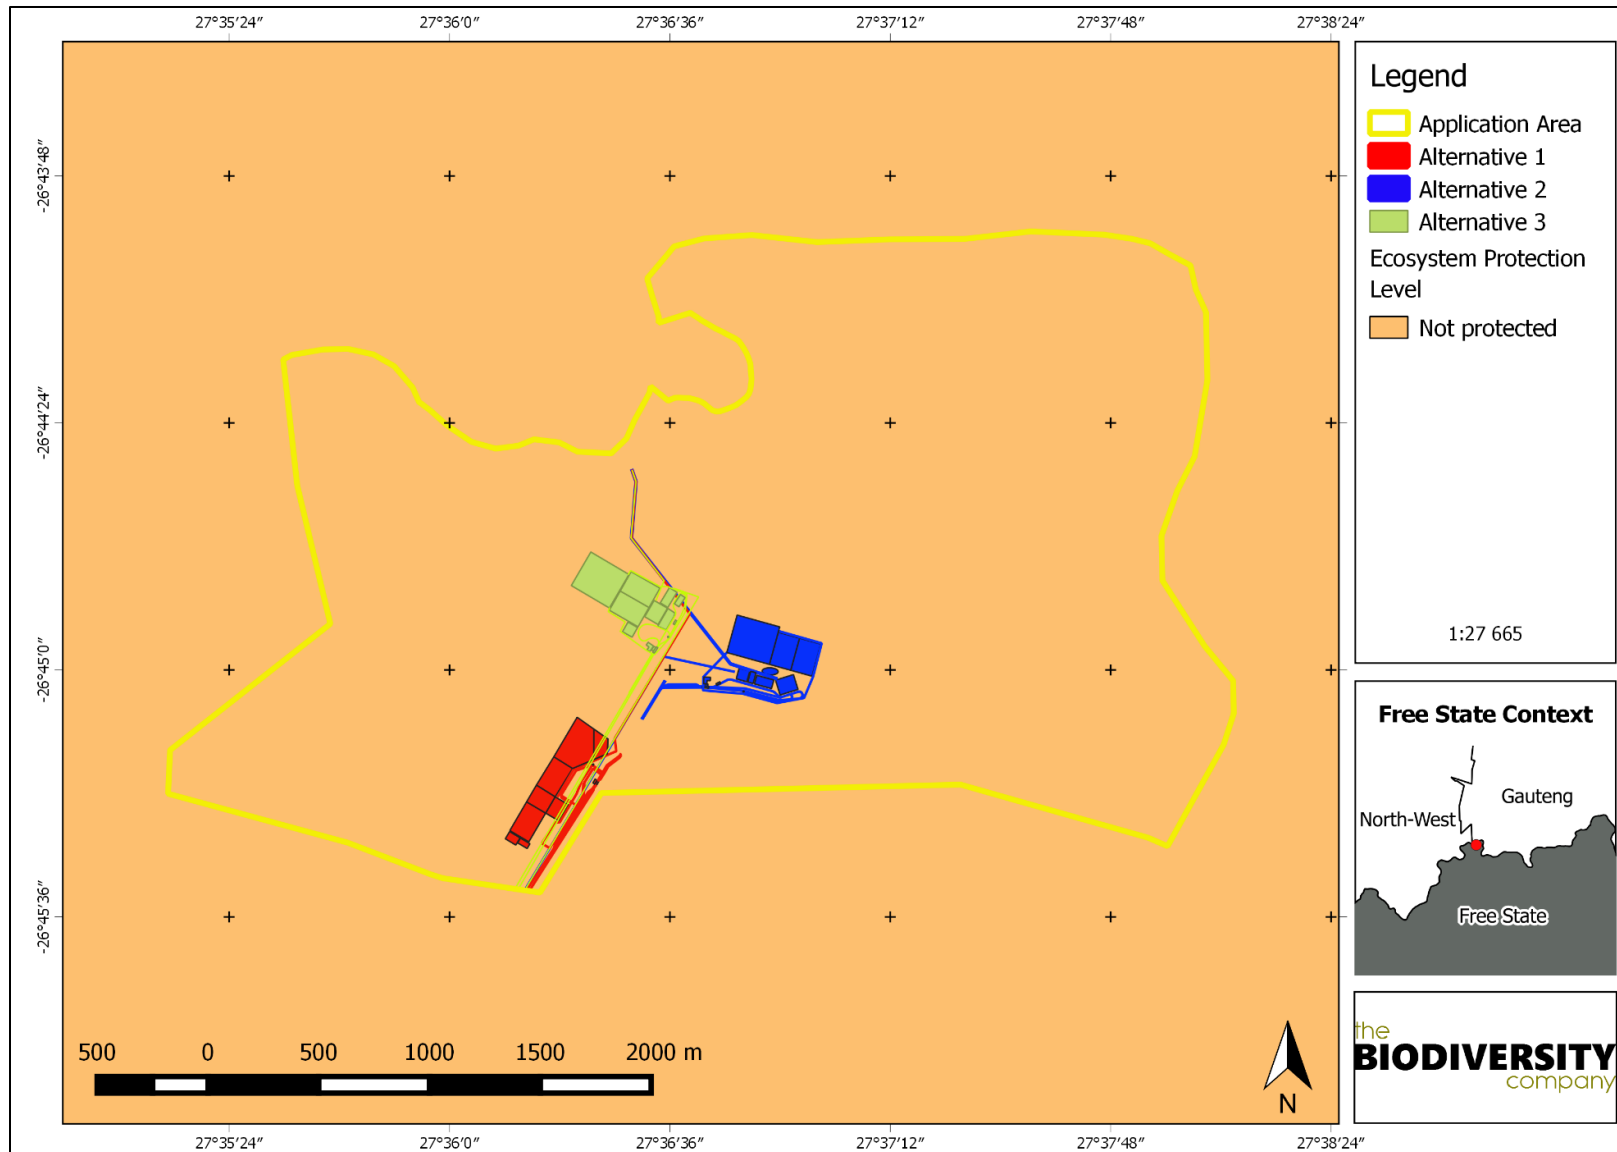 27°35′24″ 27°36′0″ 27°36′36″ 27°37′12″ 27°37′48″ 27°38′24″
-26°43′48″
-26°44′24″
-26°45′0″
-26°45′36″
500 0 500 1000 1500 2000 m
N
27°35′24″ 27°36′0″ 27°36′36″ 27°37′12″ 27°37′48″ 27°38′24″
Legend
Application Area
Alternative 1
Alternative 2
Alternative 3
Ecosystem Protection
Level
Not protected
1:27 665
Free State Context
Gauteng
North-West
Free State
the
BIODIVERSITY
company